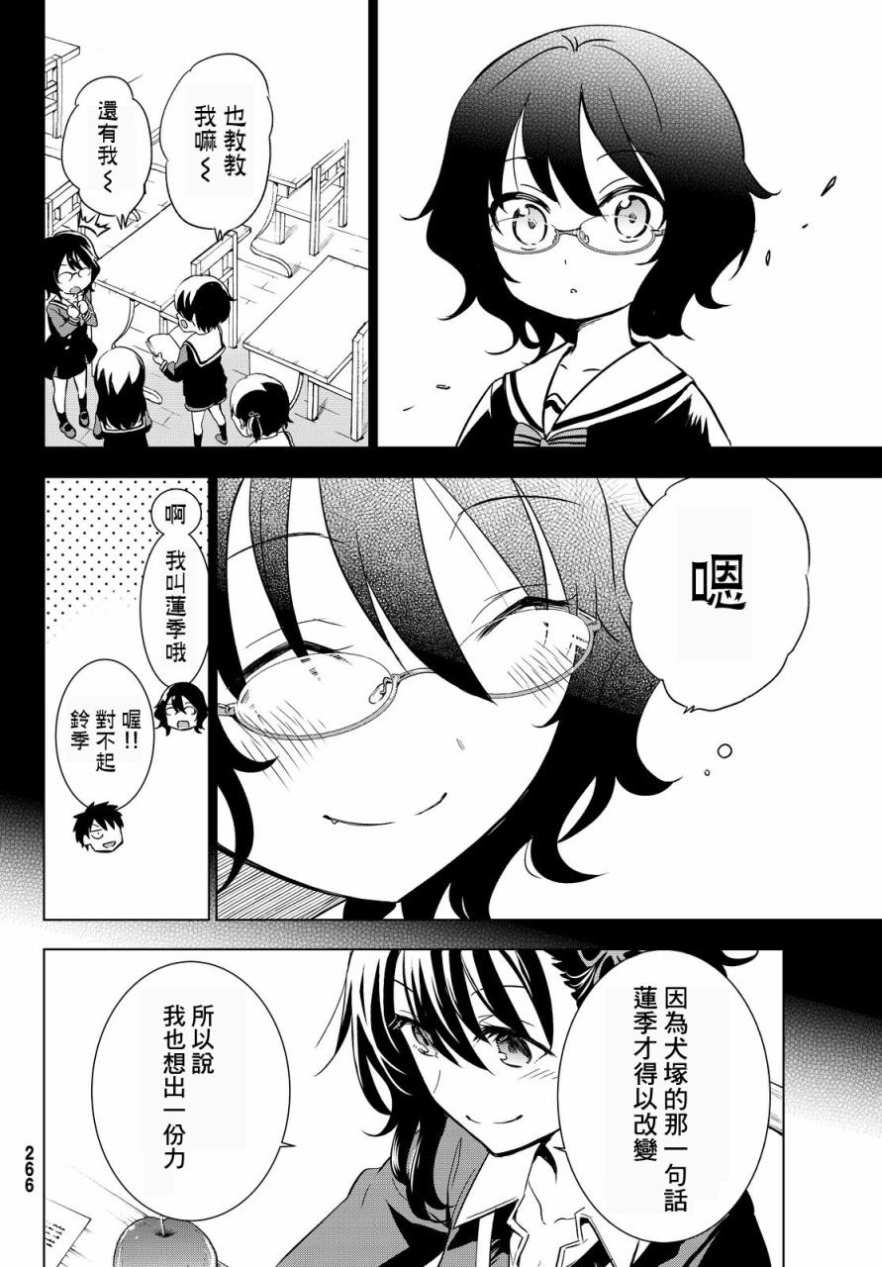 也教教
我嘛～
還有我～
嗯
啊
我叫蓮季哦
喔!!
對不起
鈴季
因為犬塚的那一句話
蓮季才得以改變
所以說
我也想出一份力
266